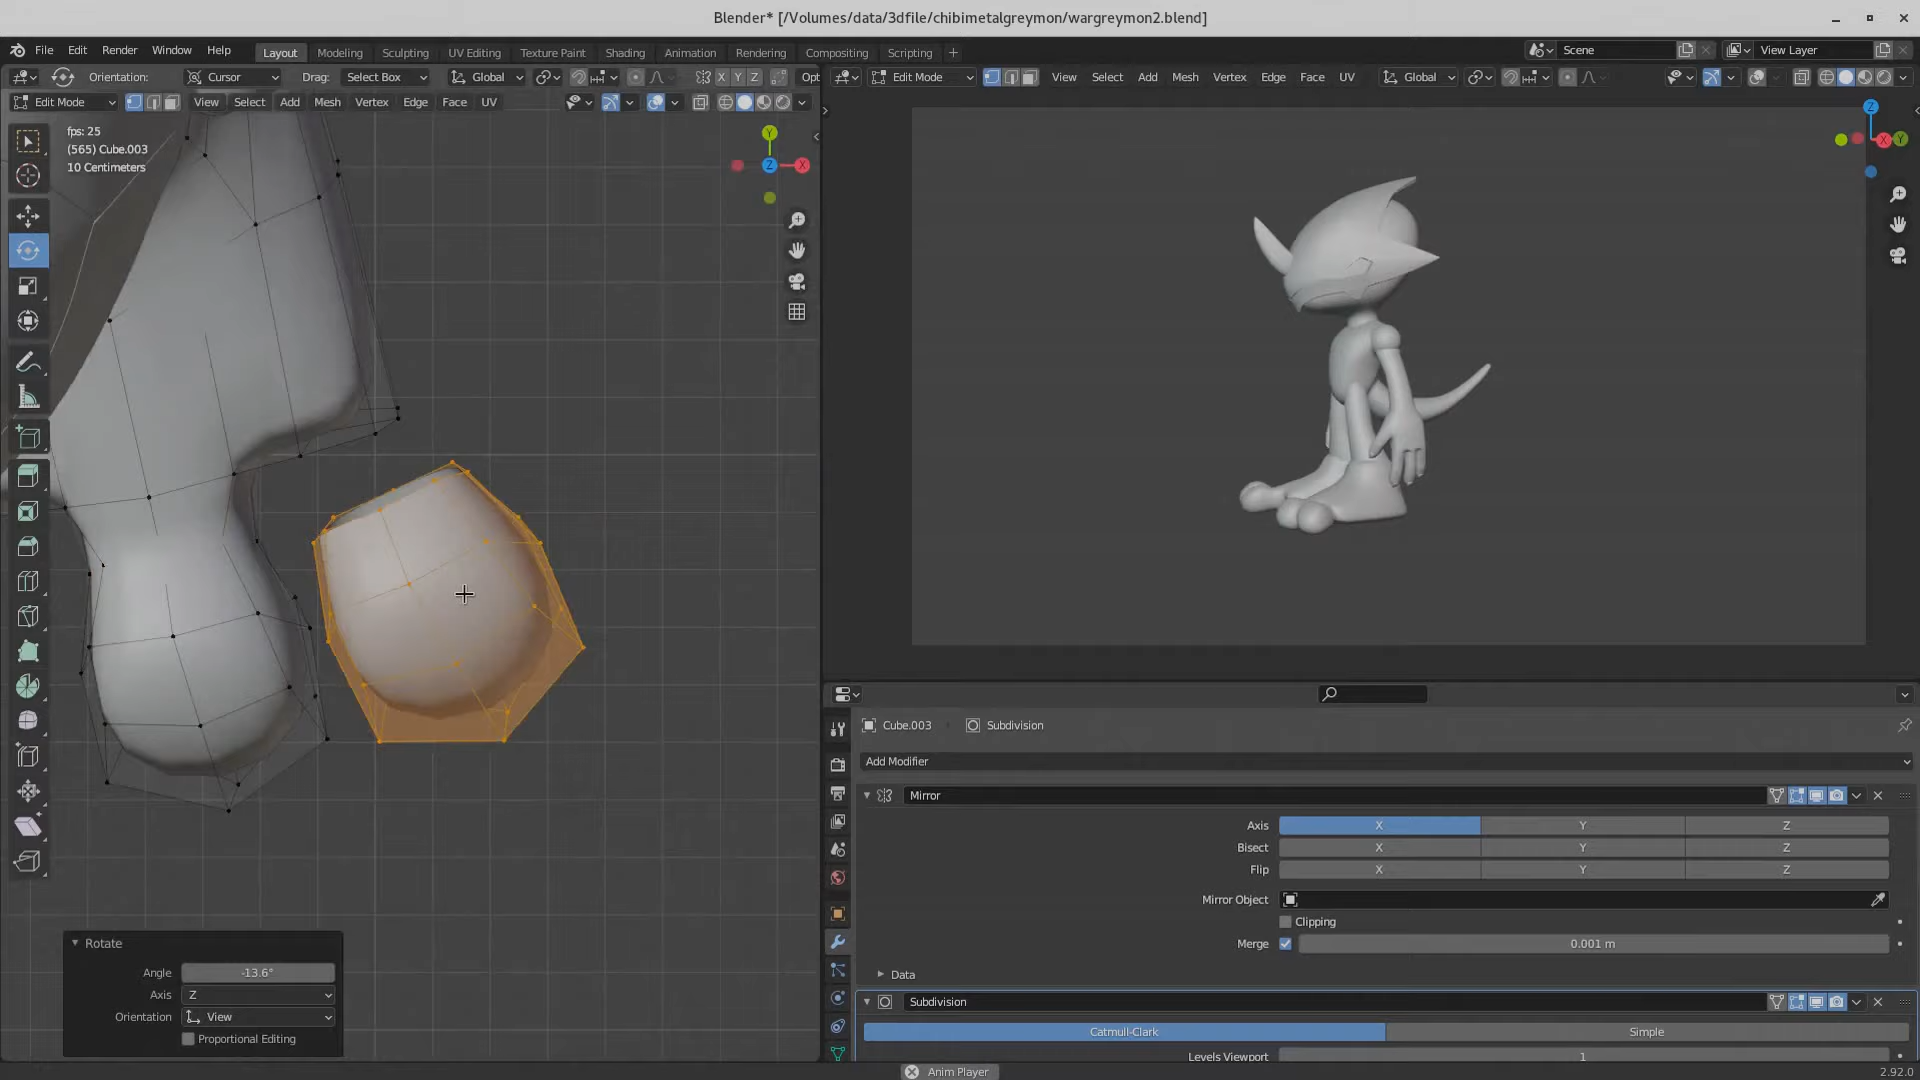 Blender* [/Volumes/data/3dfile/chibimetalgreymon/wargreymon2.blend]
File Edit Render Window Help
Layout Modeling Sculpting UV Editing Texture Paint Shading Animation Rendering Compositing Scripting +
Scene
View Layer
Orientation: Cursor Drag: Select Box Global X Y Z Opt
Edit Mode View Select Add Mesh Vertex Edge Face UV Global
Edit Mode View Select Add Mesh Vertex Edge Face UV
fps: 25
(565) Cube.003
10 Centimeters
Y
Z
X
Z
X
Y
Cube.003 Subdivision
Add Modifier
Mirror
Axis X Y Z
Bisect X Y Z
Flip X Y Z
Mirror Object
Clipping
Merge 0.001 m
Data
Subdivision
Catmull-Clark Simple
Levels Viewport 1
Rotate
Angle -13.6°
Axis Z
Orientation View
Proportional Editing
Anim Player
2.92.0